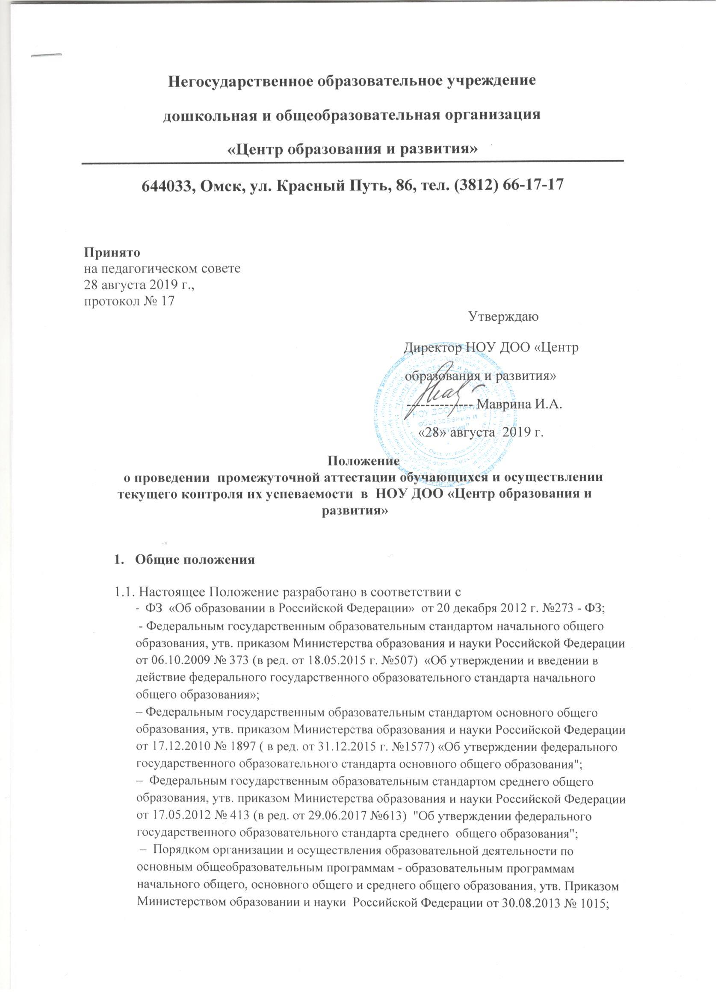 Негосударственное образовательное учреждение
дошкольная и общеобразовательная организация
«Центр образования и развития»
644033, Омск, ул. Красный Путь, 86, тел. (3812) 66-17-17
Принято
на педагогическом совете
28 августа 2019 г.,
протокол № 17
Утверждаю
Директор НОУ ДОО «Центр
образования и развития»
-------------- Маврина И.А.
НОУ ДОО "Центр
образования и
развития"
«28» августа 2019 г.
Положение
о проведении промежуточной аттестации обучающихся и осуществлении
текущего контроля их успеваемости в НОУ ДОО «Центр образования и
развития»
1. Общие положения
1.1. Настоящее Положение разработано в соответствии с
- ФЗ «Об образовании в Российской Федерации» от 20 декабря 2012 г. №273 - ФЗ;
- Федеральным государственным образовательным стандартом начального общего
образования, утв. приказом Министерства образования и науки Российской Федерации
от 06.10.2009 № 373 (в ред. от 18.05.2015 г. №507) «Об утверждении и введении в
действие федерального государственного образовательного стандарта начального
общего образования»;
– Федеральным государственным образовательным стандартом основного общего
образования, утв. приказом Министерства образования и науки Российской Федерации
от 17.12.2010 № 1897 ( в ред. от 31.12.2015 г. №1577) «Об утверждении федерального
государственного образовательного стандарта основного общего образования";
– Федеральным государственным образовательным стандартом среднего общего
образования, утв. приказом Министерства образования и науки Российской Федерации
от 17.05.2012 № 413 (в ред. от 29.06.2017 №613) "Об утверждении федерального
государственного образовательного стандарта среднего общего образования";
– Порядком организации и осуществления образовательной деятельности по
основным общеобразовательным программам - образовательным программам
начального общего, основного общего и среднего общего образования, утв. Приказом
Министерством образовании и науки Российской Федерации от 30.08.2013 № 1015;